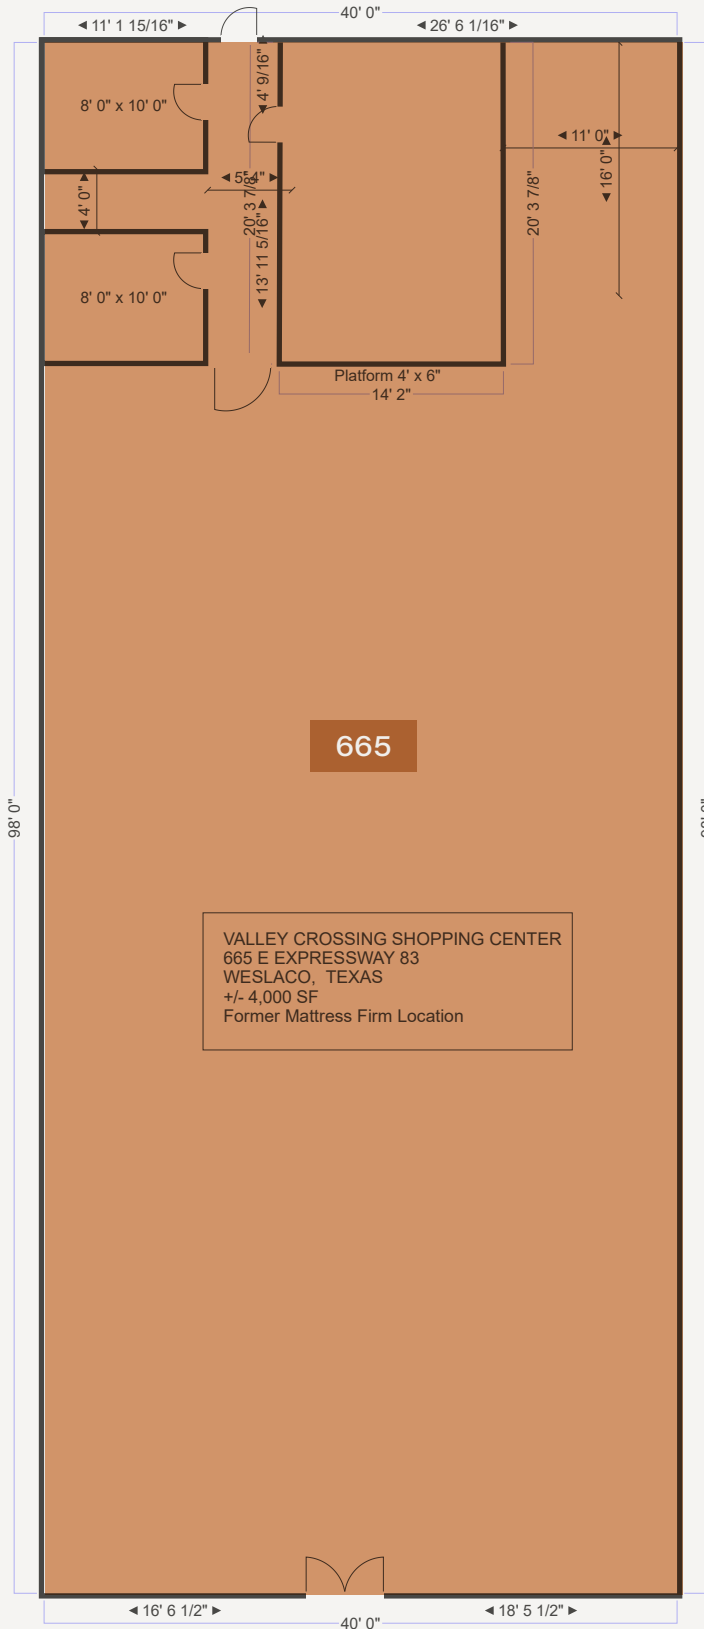 40' 0"
11' 1 15/16"
26' 6 1/16"
4' 9/16"
8' 0" x 10' 0"
11' 0"
16' 0"
5' 4"
4' 0"
20' 3 7/8"
20' 3 7/8"
13' 11 5/16"
8' 0" x 10' 0"
Platform 4' x 6"
14' 2"
665
98' 0"
VALLEY CROSSING SHOPPING CENTER
665 E EXPRESSWAY 83
WESLACO, TEXAS
+/- 4,000 SF
Former Mattress Firm Location
16' 6 1/2"
18' 5 1/2"
40' 0"